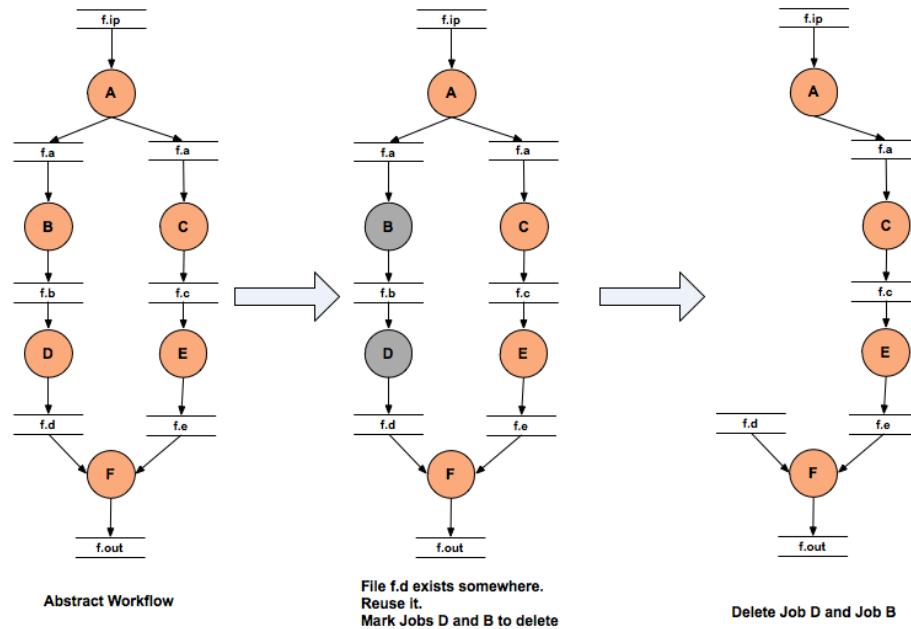 f.ip
A
f.a
f.a
B
C
f.b
f.c
D
E
f.d
f.e
F
f.out
Abstract Workflow
f.ip
A
f.a
f.a
B
C
f.b
f.c
D
E
f.d
f.e
F
f.out
File f.d exists somewhere.
Reuse it.
Mark Jobs D and B to delete
f.ip
A
f.a
C
f.c
E
f.d
f.e
F
f.out
Delete Job D and Job B